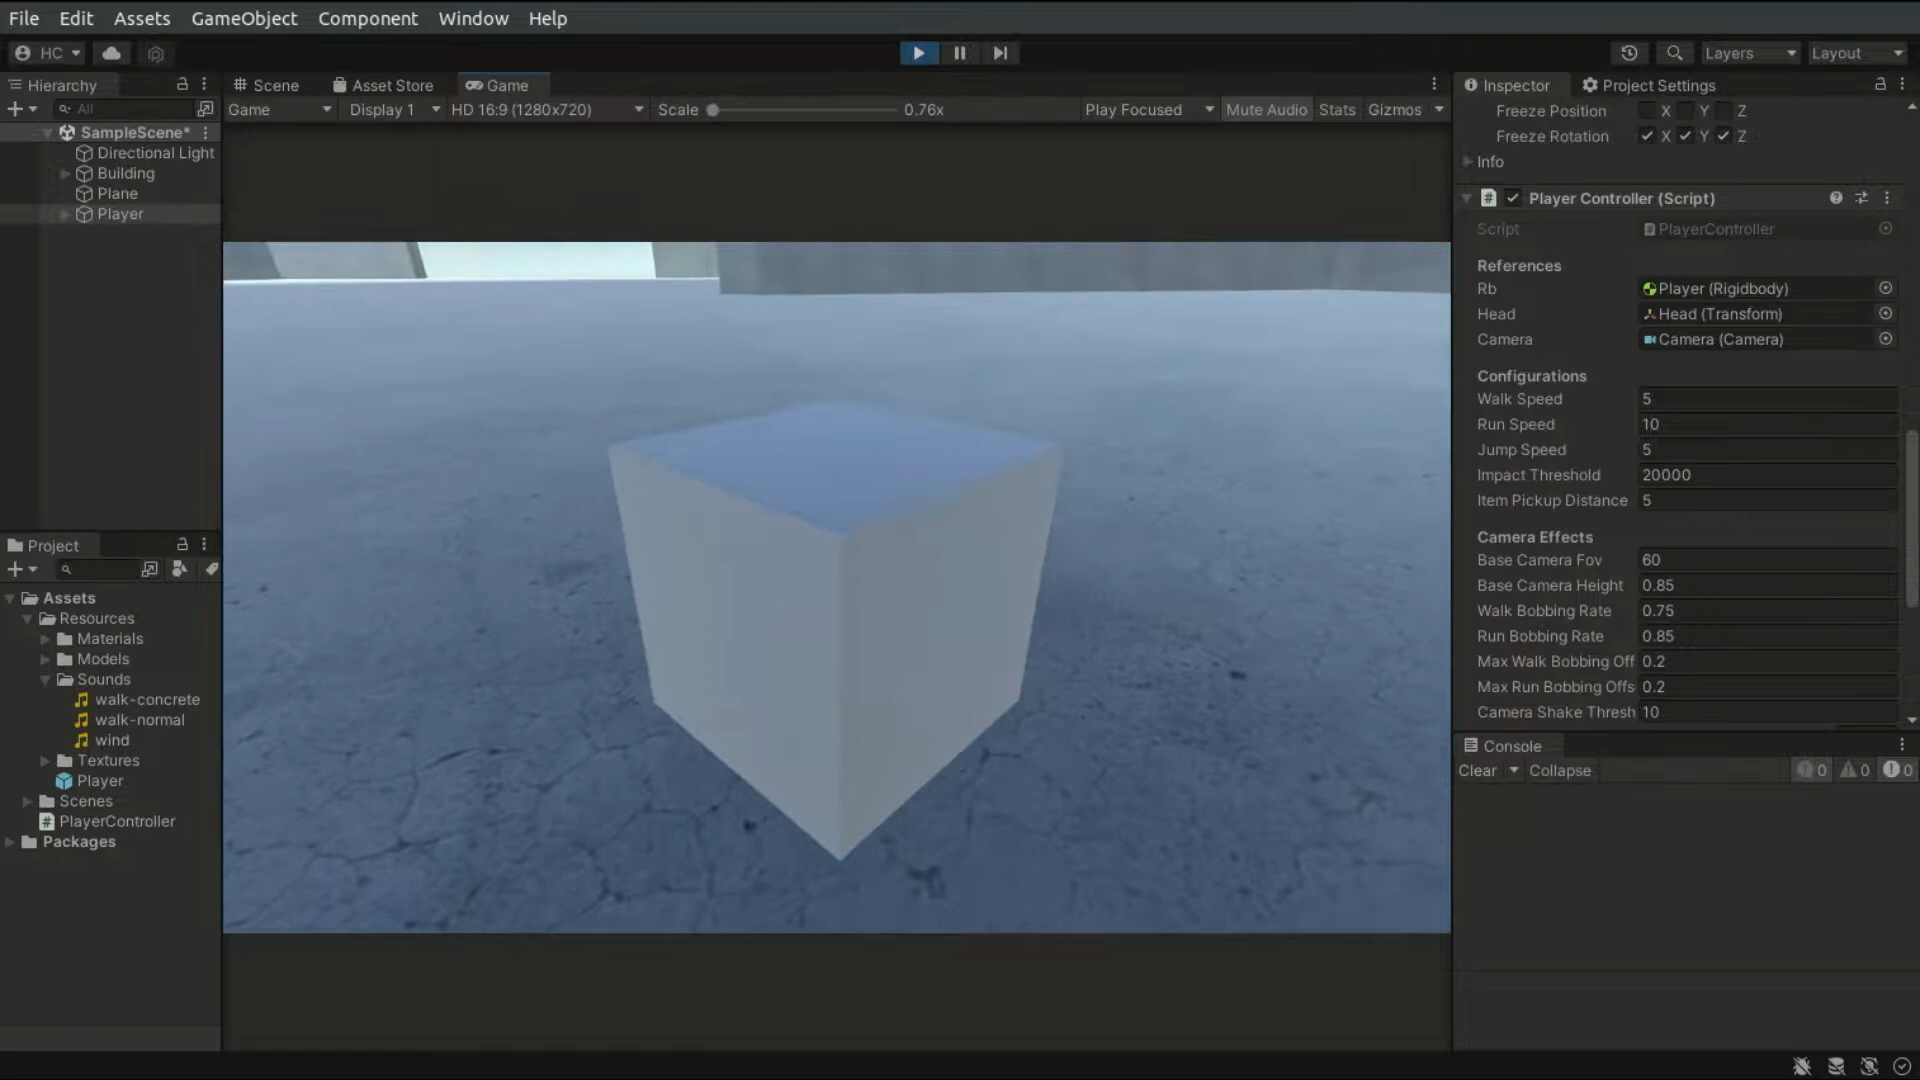 File Edit Assets GameObject Component Window Help
HC Layers Layout
Hierarchy Scene Asset Store Game Inspector Project Settings
All Game Display 1 HD 16:9 (1280x720) Scale 0.76x Play Focused Mute Audio Stats Gizmos
Freeze Position X Y Z
Freeze Rotation X Y Z
Info
SampleScene*
Directional Light
Building
Plane
Player
Player Controller (Script)
Script PlayerController
References
Rb Player (Rigidbody)
Head Head (Transform)
Camera Camera (Camera)
Configurations
Walk Speed 5
Run Speed 10
Jump Speed 5
Impact Threshold 20000
Item Pickup Distance 5
Camera Effects
Base Camera Fov 60
Base Camera Height 0.85
Walk Bobbing Rate 0.75
Run Bobbing Rate 0.85
Max Walk Bobbing Off 0.2
Max Run Bobbing Offs 0.2
Camera Shake Thresh 10
Project
Assets
Resources
Materials
Models
Sounds
walk-concrete
walk-normal
wind
Textures
Player
Scenes
PlayerController
Packages
Console
Clear Collapse 0 0 0